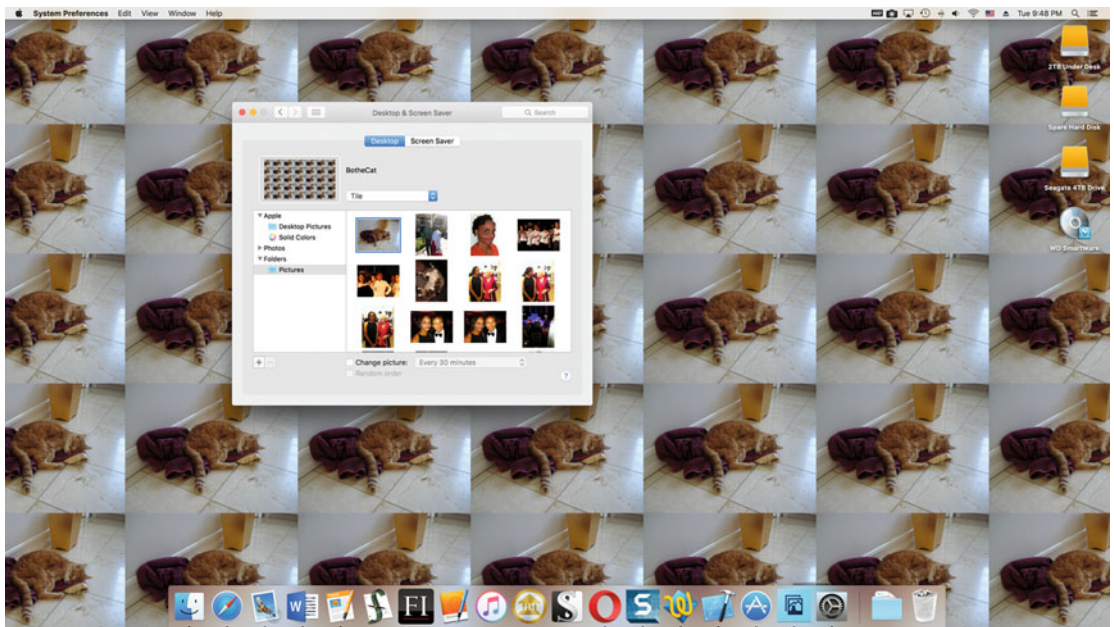 System Preferences Edit View Window Help
Tue 9:48 PM
2TB Under Desk
Spare Hard Disk
Seagate 4TB Drive
WD SmartWare
Desktop & Screen Saver
Search
Desktop Screen Saver
BotheCat
Tile
Apple
Desktop Pictures
Solid Colors
Photos
Folders
Pictures
+ −
Change picture: Every 30 minutes
Random order
?
W
FI
S
O
S